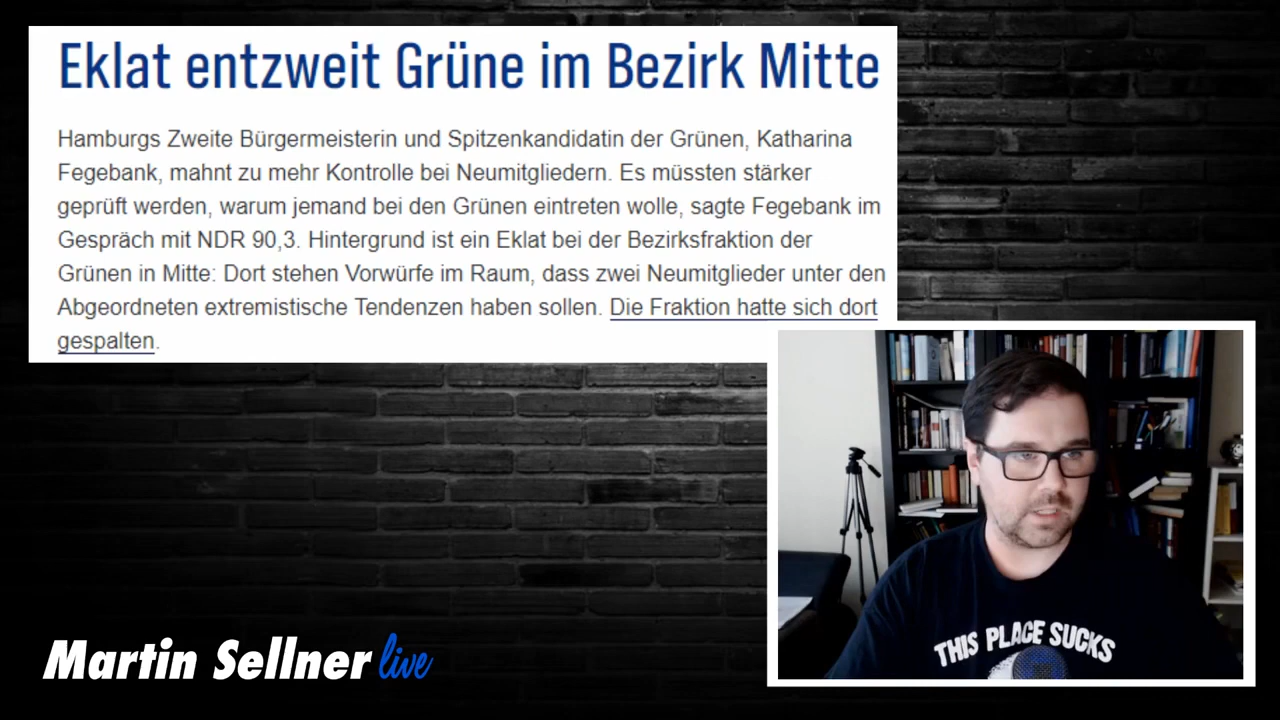 Eklat entzweit Grüne im Bezirk Mitte
Hamburgs Zweite Bürgermeisterin und Spitzenkandidatin der Grünen, Katharina
Fegebank, mahnt zu mehr Kontrolle bei Neumitgliedern. Es müssten stärker
geprüft werden, warum jemand bei den Grünen eintreten wolle, sagte Fegebank im
Gespräch mit NDR 90,3. Hintergrund ist ein Eklat bei der Bezirksfraktion der
Grünen in Mitte: Dort stehen Vorwürfe im Raum, dass zwei Neumitglieder unter den
Abgeordneten extremistische Tendenzen haben sollen. Die Fraktion hatte sich dort
gespalten.
THIS PLACE SUCKS
Martin Sellner live